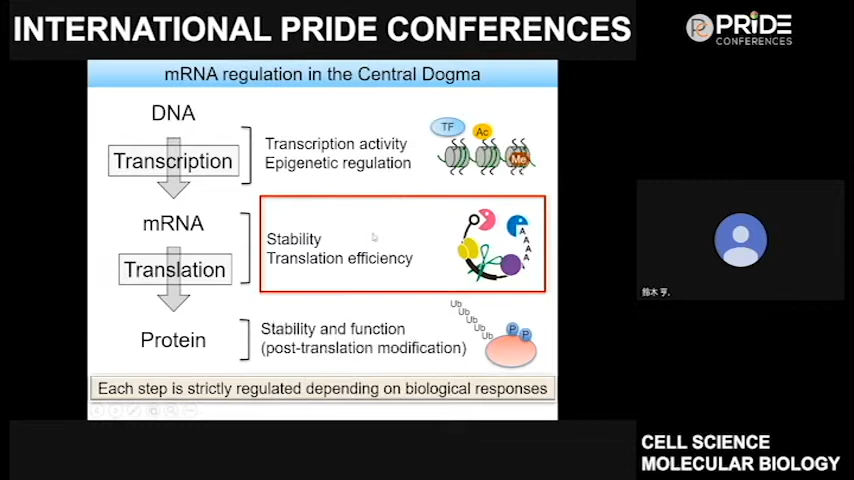 INTERNATIONAL PRIDE CONFERENCES
PRIDE
CONFERENCES
mRNA regulation in the Central Dogma
DNA
Transcription
Transcription activity
Epigenetic regulation
TF
Ac
Me
mRNA
Translation
Stability
Translation efficiency
A
A
A
A
Protein
Stability and function
(post-translation modification)
Ub
Ub
Ub
Ub
Ub
P
P
Each step is strictly regulated depending on biological responses
鈴木 亨.
CELL SCIENCE
MOLECULAR BIOLOGY